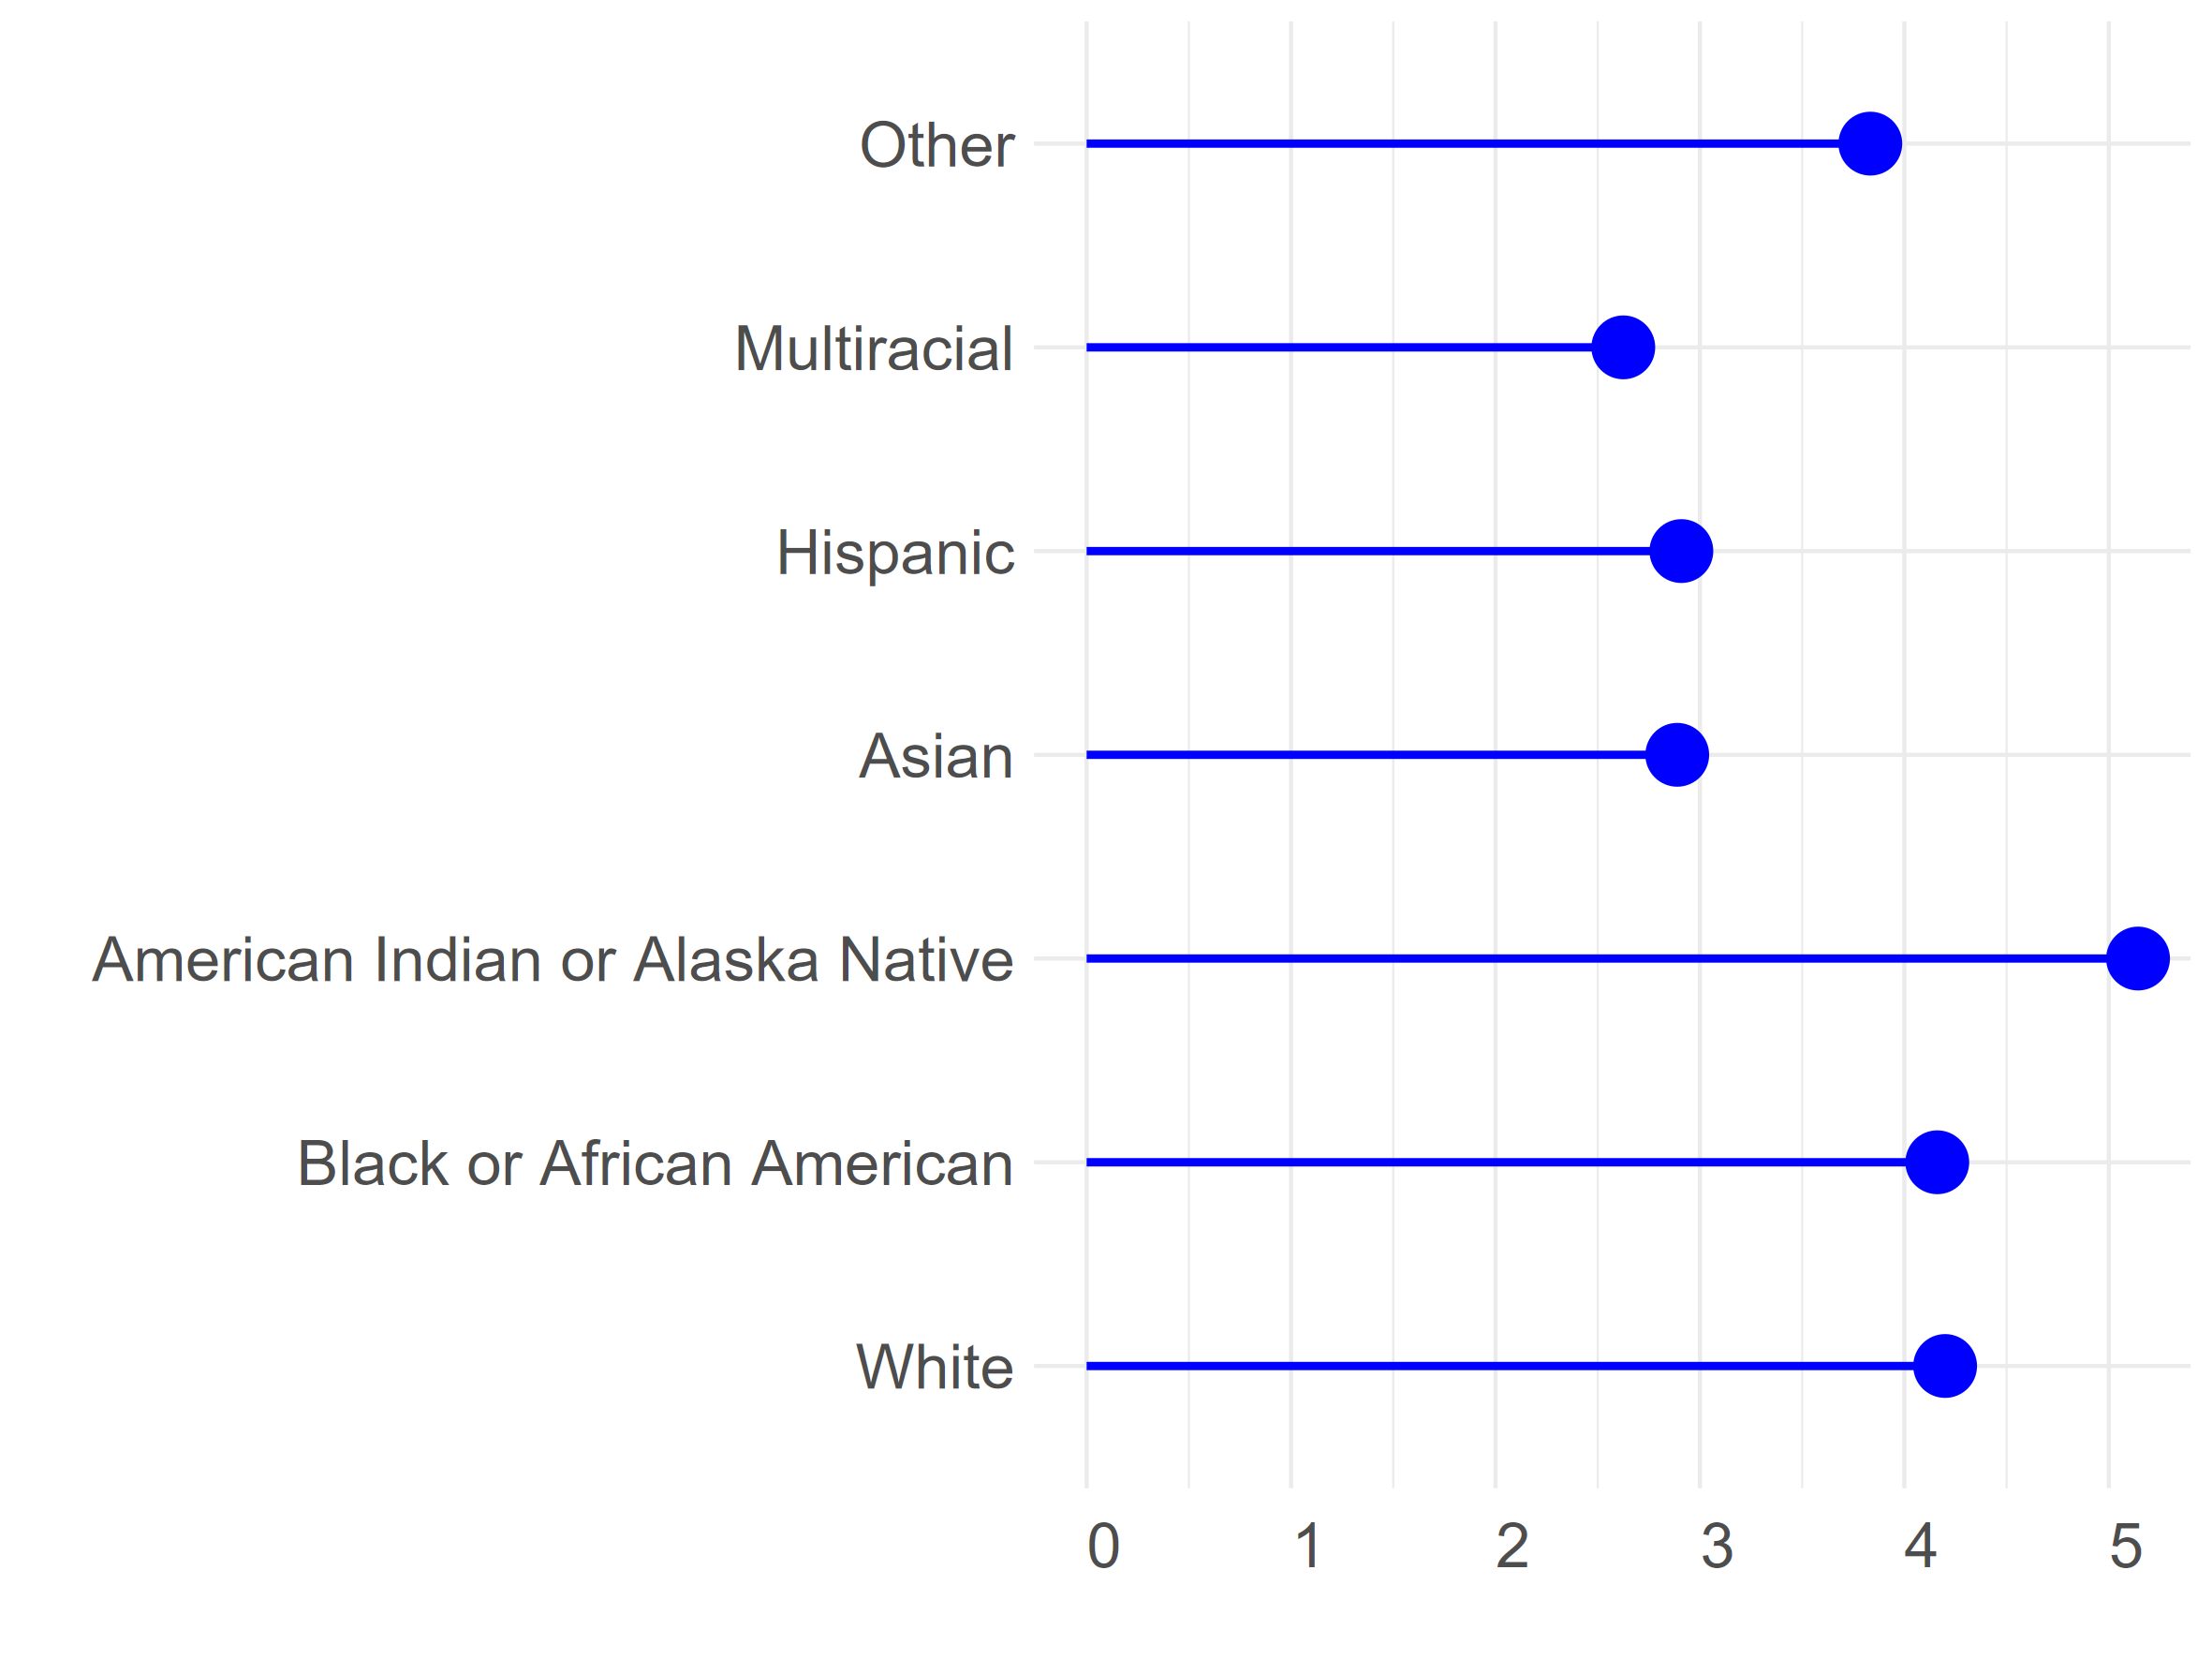 Other
Multiracial
Hispanic
Asian
American Indian or Alaska Native
Black or African American
White
0 1 2 3 4 5